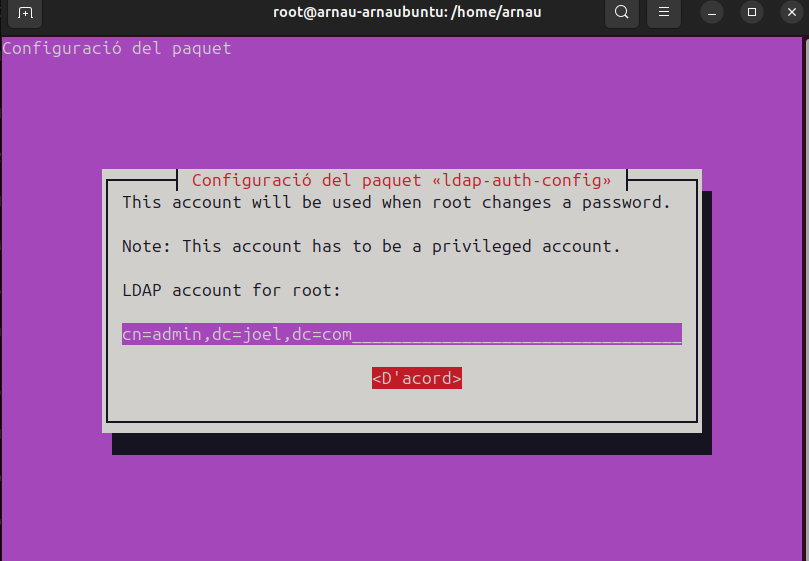 root@arnau-arnaubuntu: /home/arnau
Configuració del paquet
Configuració del paquet «ldap-auth-config»
This account will be used when root changes a password.
Note: This account has to be a privileged account.
LDAP account for root:
cn=admin,dc=joel,dc=com_________________________________
<D'acord>